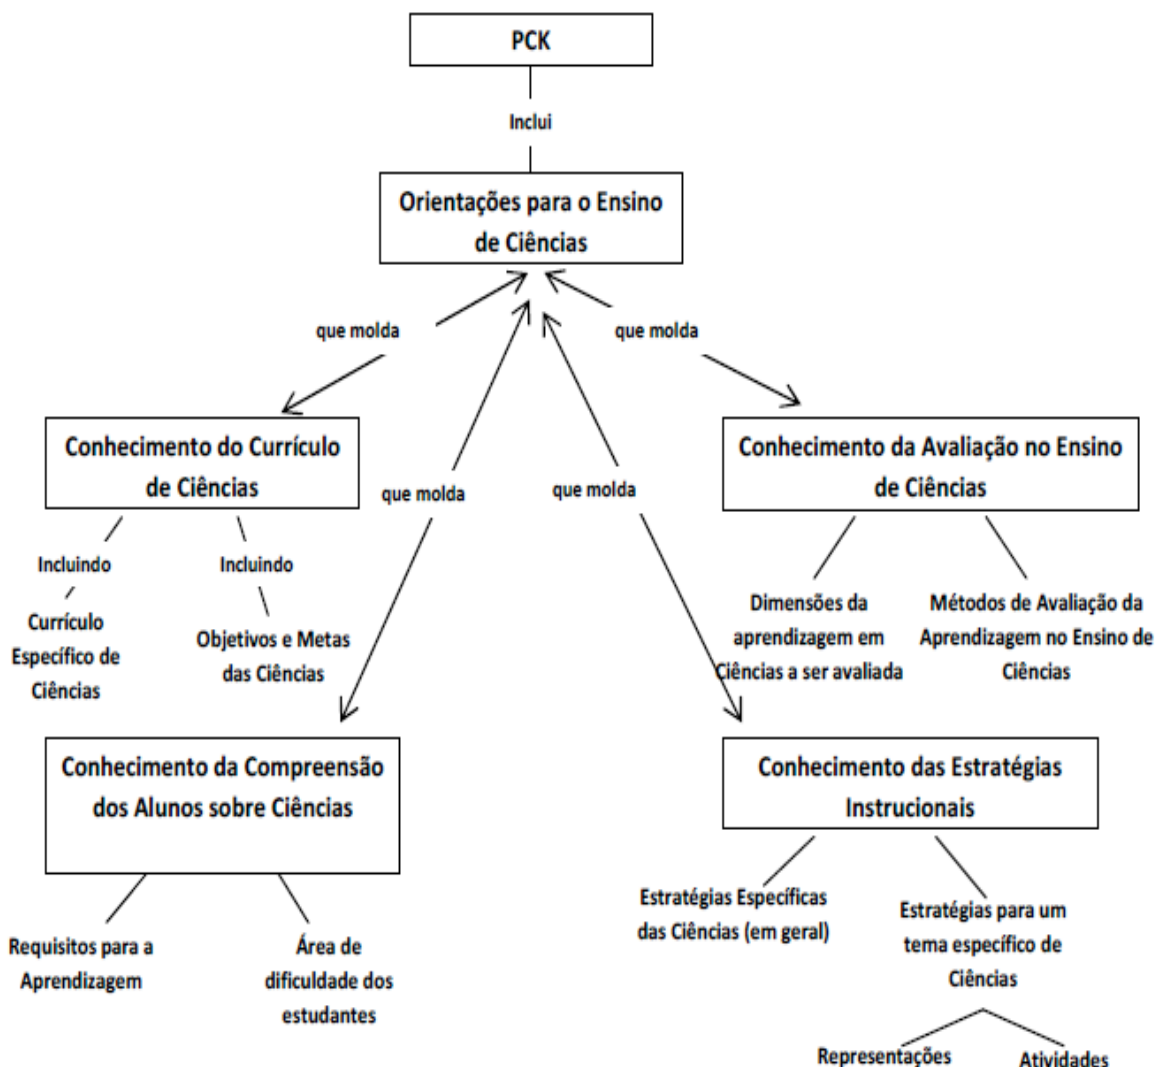 PCK
Inclui
Orientações para o Ensino
de Ciências
que molda
que molda
Conhecimento do Currículo
de Ciências
Conhecimento da Avaliação no Ensino
de Ciências
que molda
que molda
Incluindo
Incluindo
Currículo
Específico de
Ciências
Objetivos e Metas
das Ciências
Dimensões da
aprendizagem em
Ciências a ser avaliada
Métodos de Avaliação da
Aprendizagem no Ensino de
Ciências
Conhecimento da Compreensão
dos Alunos sobre Ciências
Conhecimento das Estratégias
Instrucionais
Requisitos para a
Aprendizagem
Área de
dificuldade dos
estudantes
Estratégias Específicas
das Ciências (em geral)
Estratégias para um
tema específico de
Ciências
Representações
Atividades